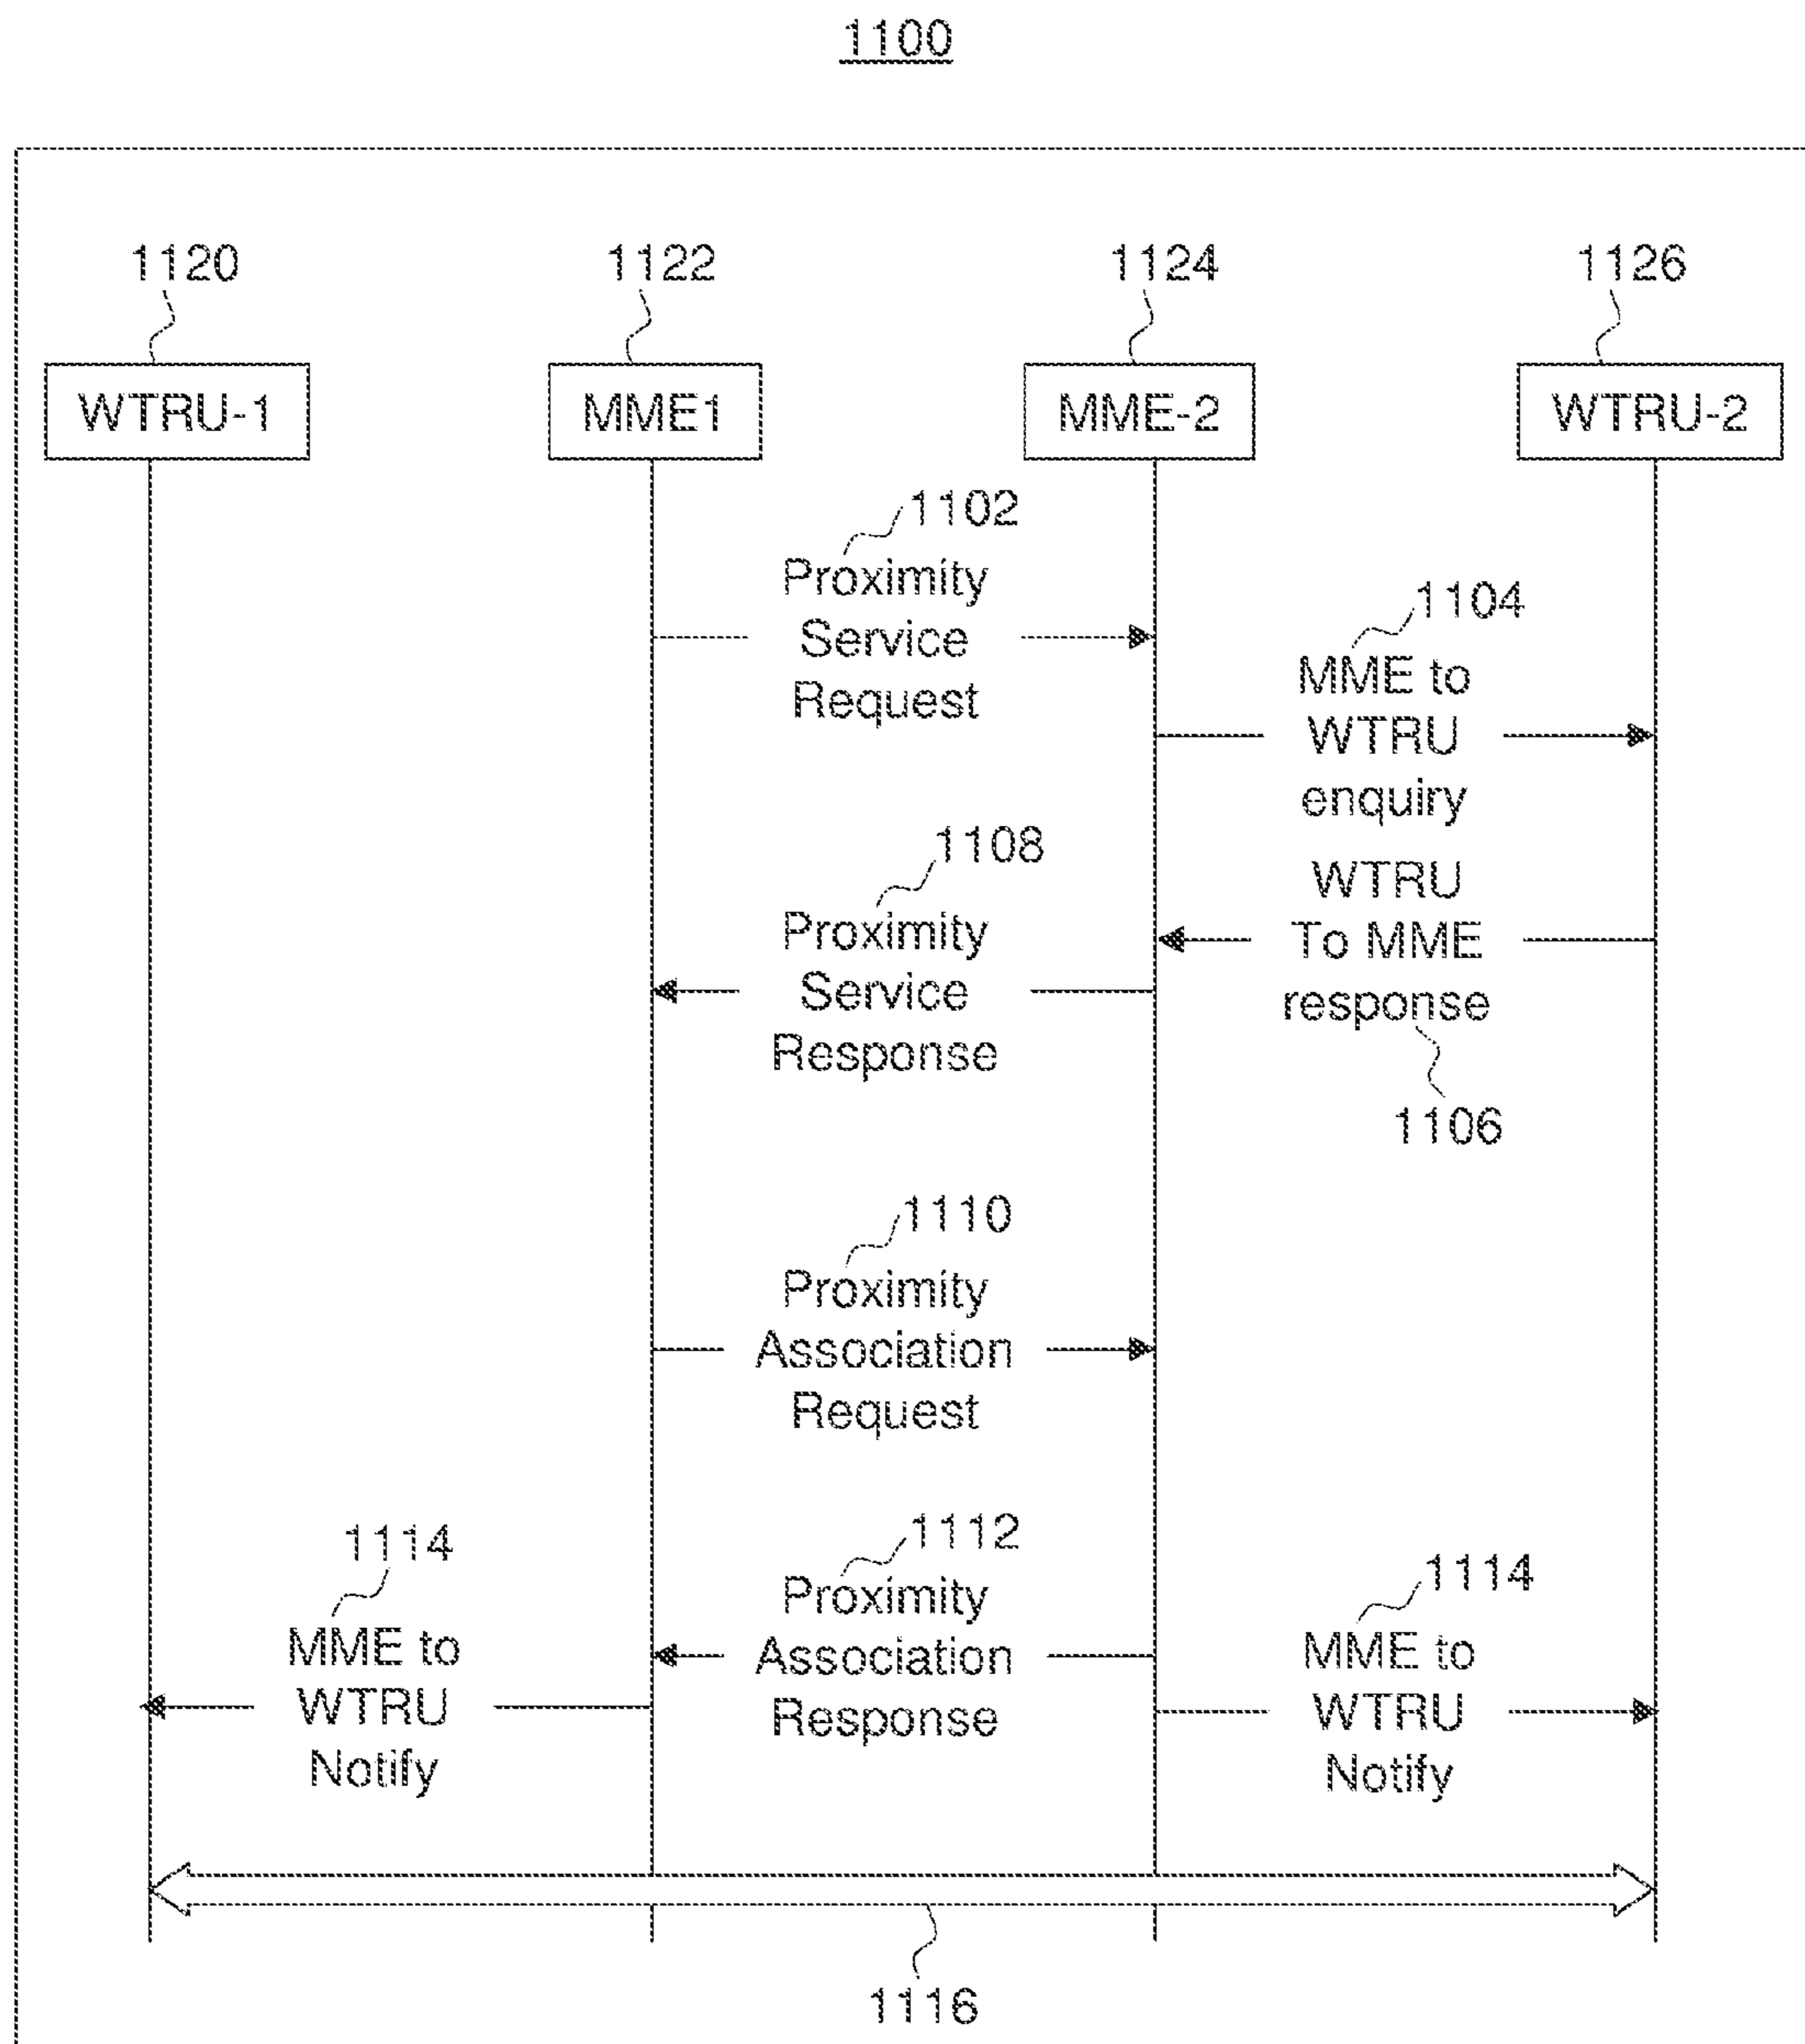 1100
1120
1122
1124
1126
WTRU-1
MME1
MME-2
WTRU-2
1102
Proximity
Service
Request
1104
MME to
WTRU
enquiry
1108
Proximity
Service
Response
WTRU
To MME
response
1106
1110
Proximity
Association
Request
1112
Proximity
Association
Response
1114
MME to
WTRU
Notify
1114
MME to
WTRU
Notify
1116